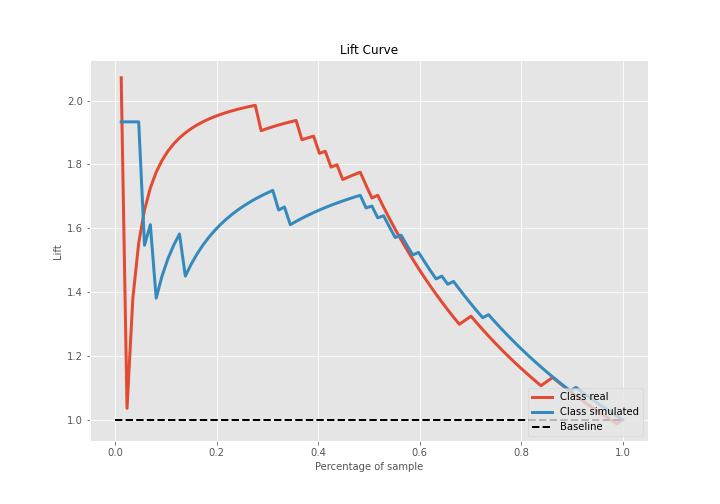 Lift Curve
2.0
1.8
1.6
1.4
1.2
1.0
Lift
0.0 0.2 0.4 0.6 0.8 1.0
Percentage of sample
Class real
Class simulated
Baseline